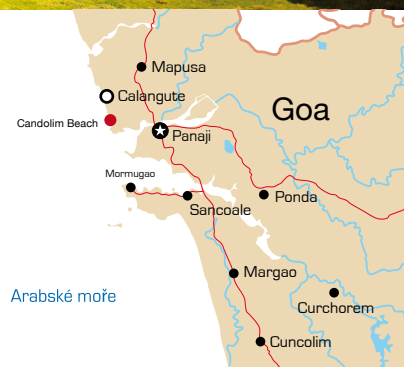 Mapusa
Calangute
Goa
Candolim Beach
Panaji
Mormugao
Sancoale
Ponda
Margao
Arabské moře
Curchorem
Cuncolim